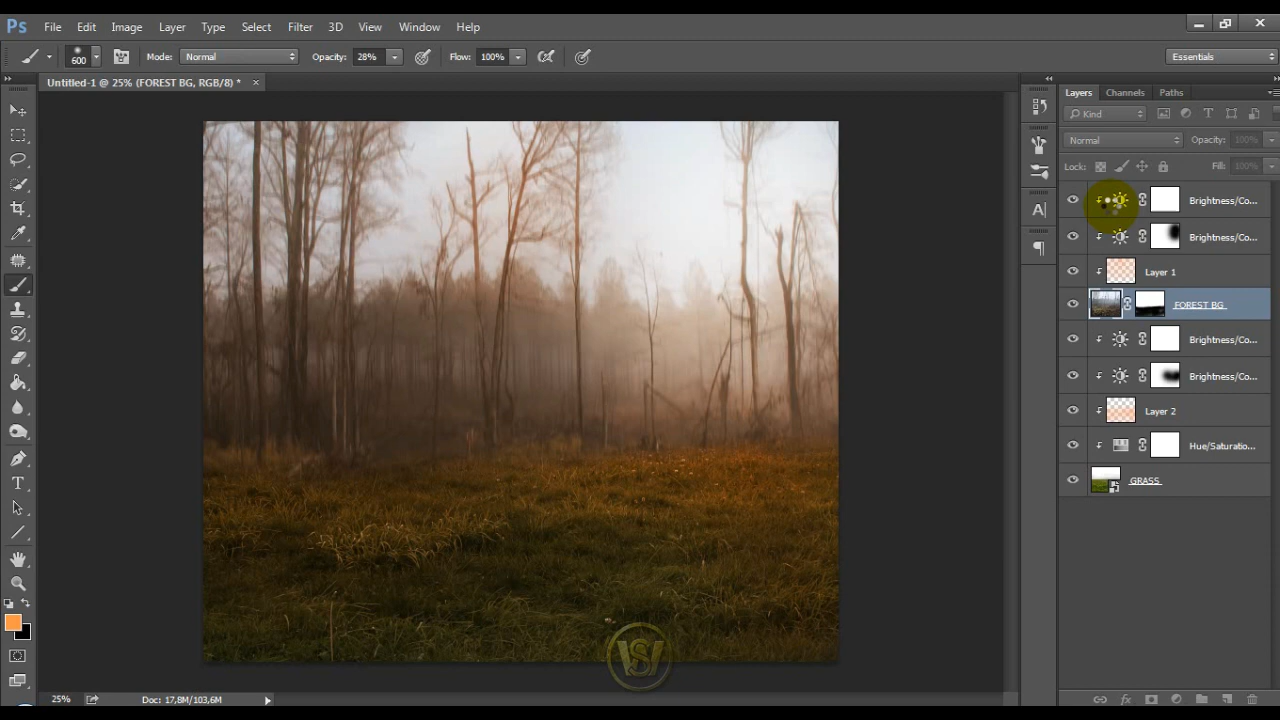 Ps File Edit Image Layer Type Select Filter 3D View Window Help
600 Mode: Normal Opacity: 28% Flow: 100% Essentials
Untitled-1 @ 25% (FOREST BG, RGB/8) * ×
Layers Channels Paths
Kind
Normal Opacity: 100%
Lock: Fill: 100%
Brightness/Co...
Brightness/Co...
Layer 1
FOREST BG
Brightness/Co...
Brightness/Co...
Layer 2
Hue/Saturatio...
GRASS
25% Doc: 17,8M/103,6M